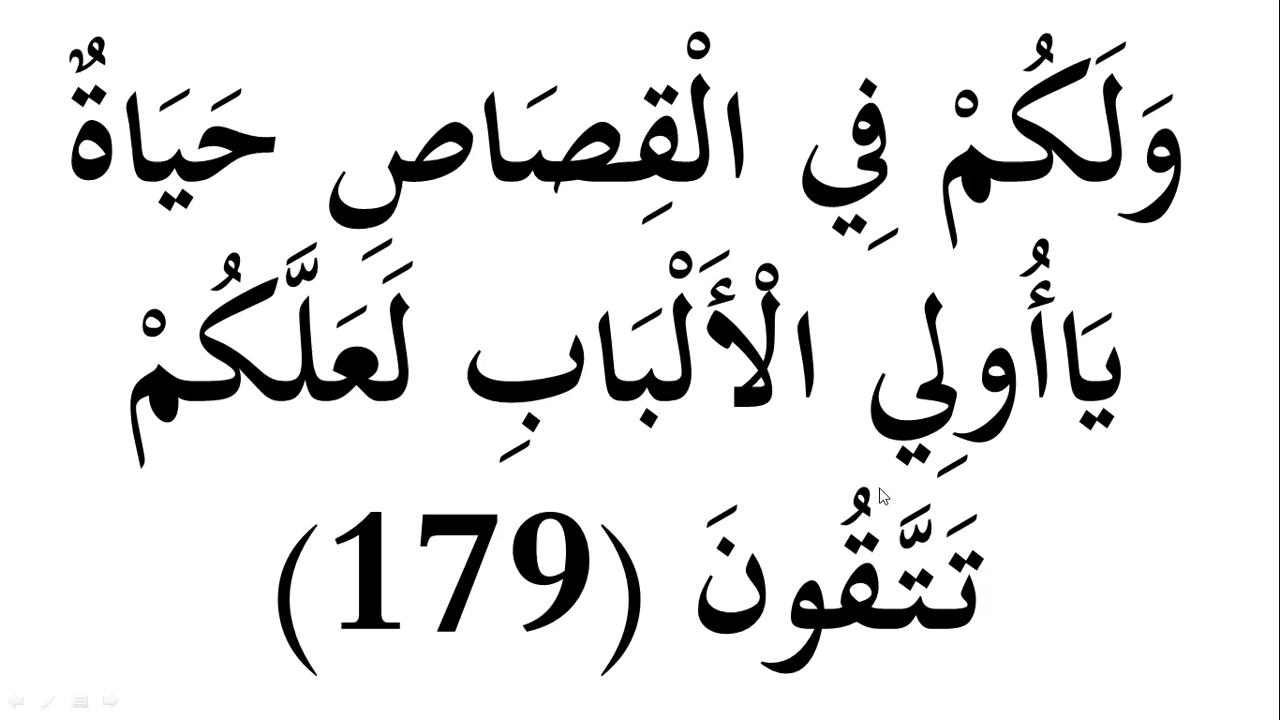 وَلَكُمْ فِي الْقِصَاصِ حَيَاةٌ
يَاأُولِي الْأَلْبَابِ لَعَلَّكُمْ
تَتَّقُونَ (179)